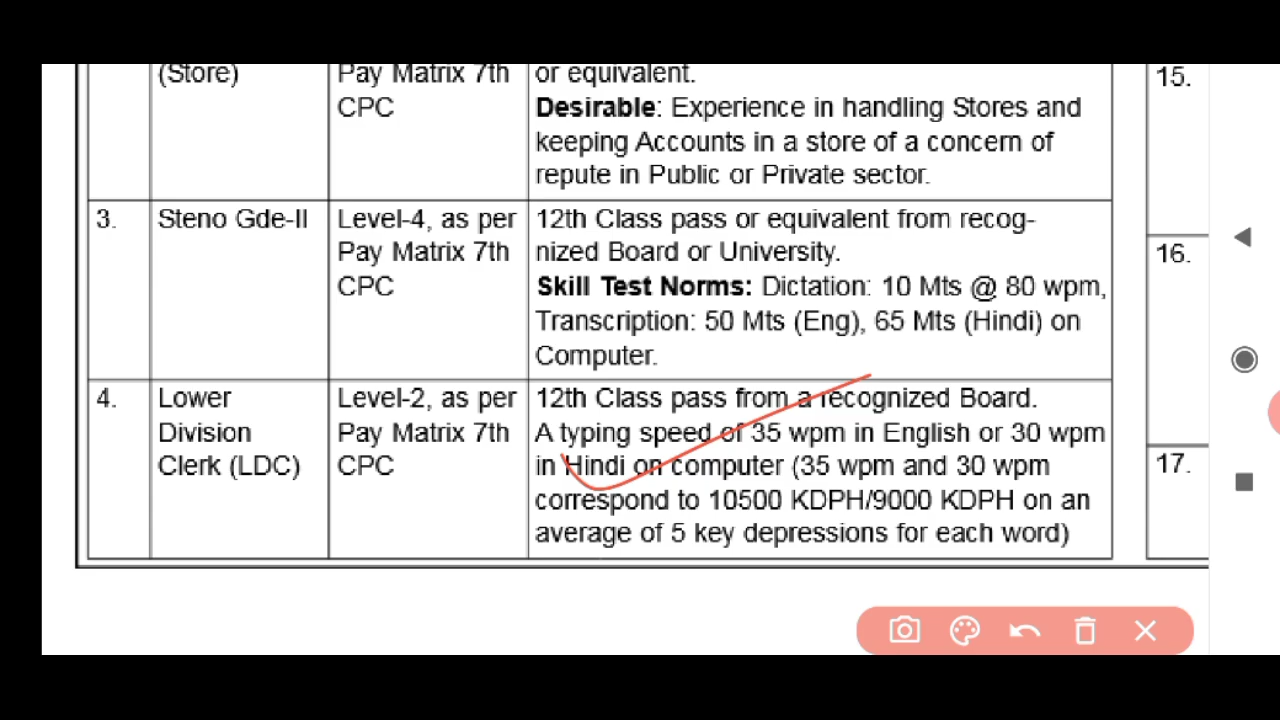 (Store)
Pay Matrix 7th
CPC
or equivalent.
Desirable: Experience in handling Stores and
keeping Accounts in a store of a concern of
repute in Public or Private sector.
3.
Steno Gde-II
Level-4, as per
Pay Matrix 7th
CPC
12th Class pass or equivalent from recog-
nized Board or University.
Skill Test Norms: Dictation: 10 Mts @ 80 wpm,
Transcription: 50 Mts (Eng), 65 Mts (Hindi) on
Computer.
4.
Lower
Division
Clerk (LDC)
Level-2, as per
Pay Matrix 7th
CPC
12th Class pass from a recognized Board.
A typing speed of 35 wpm in English or 30 wpm
in Hindi on computer (35 wpm and 30 wpm
correspond to 10500 KDPH/9000 KDPH on an
average of 5 key depressions for each word)
15.
16.
17.